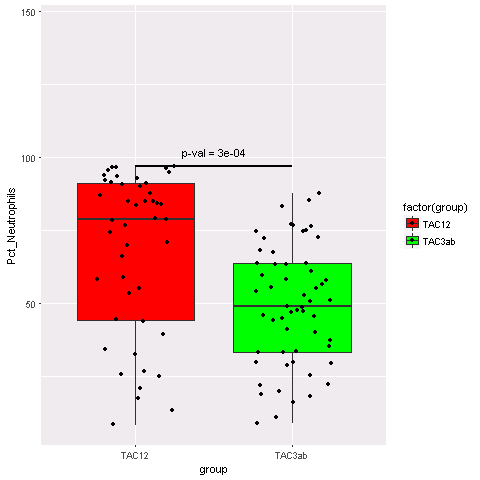 150
100
50
Pct_Neutrophils
p-val = 3e-04
TAC12
TAC3ab
group
factor(group)
TAC12
TAC3ab